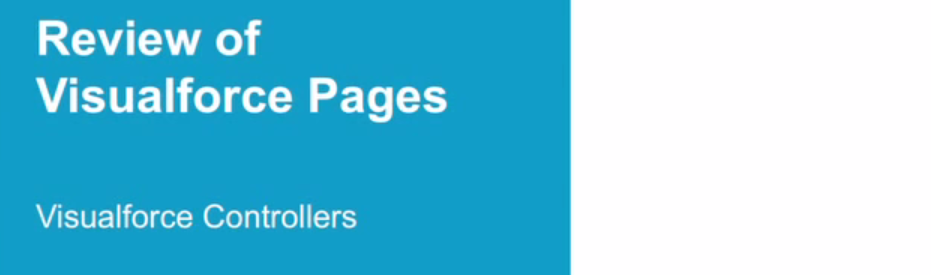 Review of
Visualforce Pages
Visualforce Controllers